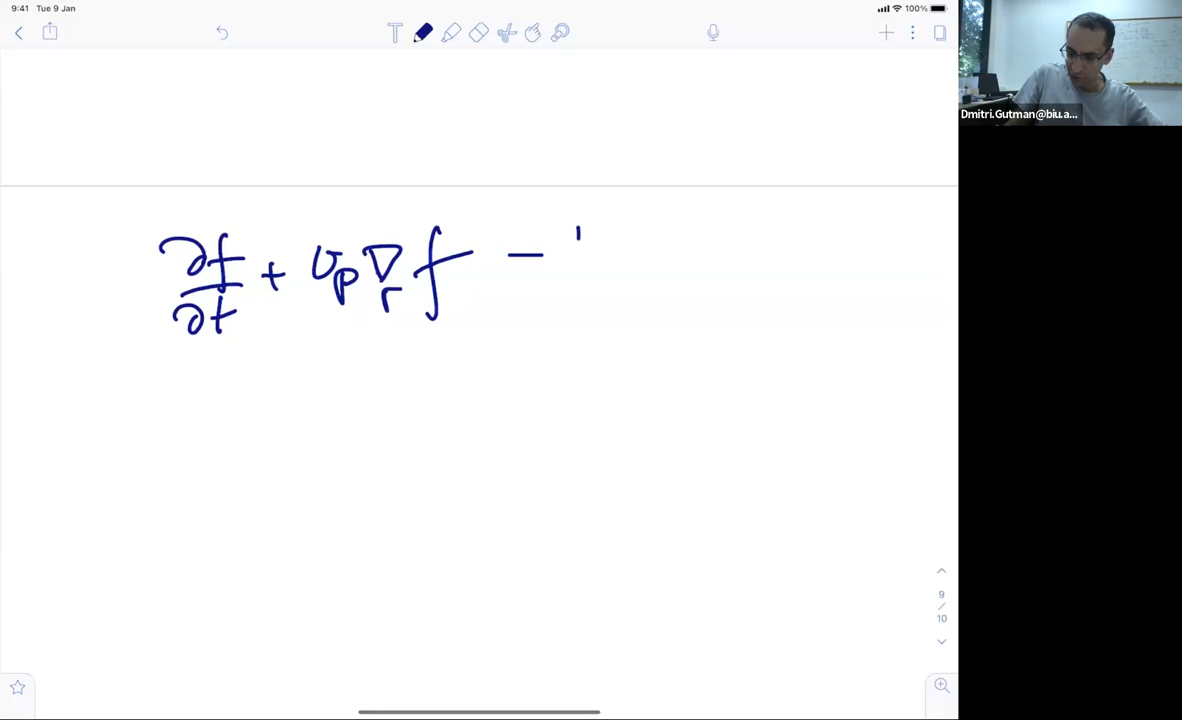 9:41 Tue 9 Jan
100%
T
Dmitri.Gutman@biu.a...
∂f/∂t + υ_p ∇_r f −
9
/
10